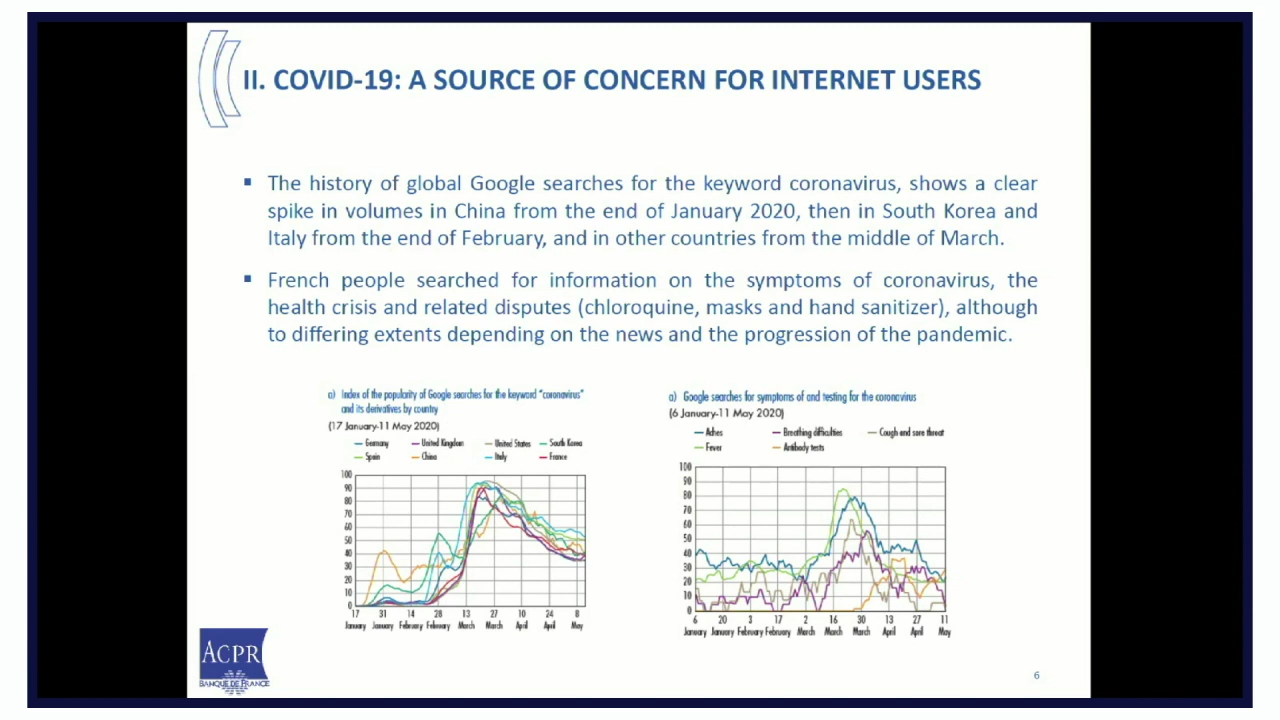 II. COVID-19: A SOURCE OF CONCERN FOR INTERNET USERS
▪ The history of global Google searches for the keyword coronavirus, shows a clear
spike in volumes in China from the end of January 2020, then in South Korea and
Italy from the end of February, and in other countries from the middle of March.
▪ French people searched for information on the symptoms of coronavirus, the
health crisis and related disputes (chloroquine, masks and hand sanitizer), although
to differing extents depending on the news and the progression of the pandemic.
a) Index of the popularity of Google searches for the keyword "coronavirus"
and its derivatives by country
(17 January-11 May 2020)
Germany United Kingdom United States South Korea
Spain China Italy France
100
90
80
70
60
50
40
30
20
10
0
17 31 14 28 13 27 10 24 8
January January February February March March April April May
a) Google searches for symptoms of and testing for the coronavirus
(6 January-11 May 2020)
Aches Breathing difficulties Cough and sore throat
Fever Antibody tests
100
90
80
70
60
50
40
30
20
10
0
6 20 3 17 2 16 30 13 27 11
January January February February March March March April April May
ACPR
BANQUE DE FRANCE
6